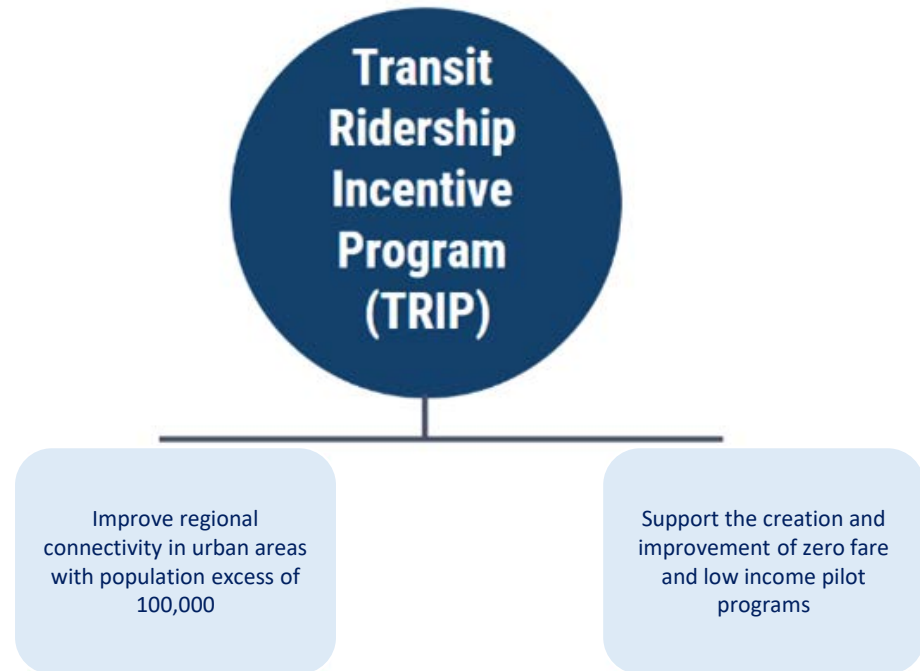 Transit
Ridership
Incentive
Program
(TRIP)
Improve regional
connectivity in urban areas
with population excess of
100,000
Support the creation and
improvement of zero fare
and low income pilot
programs